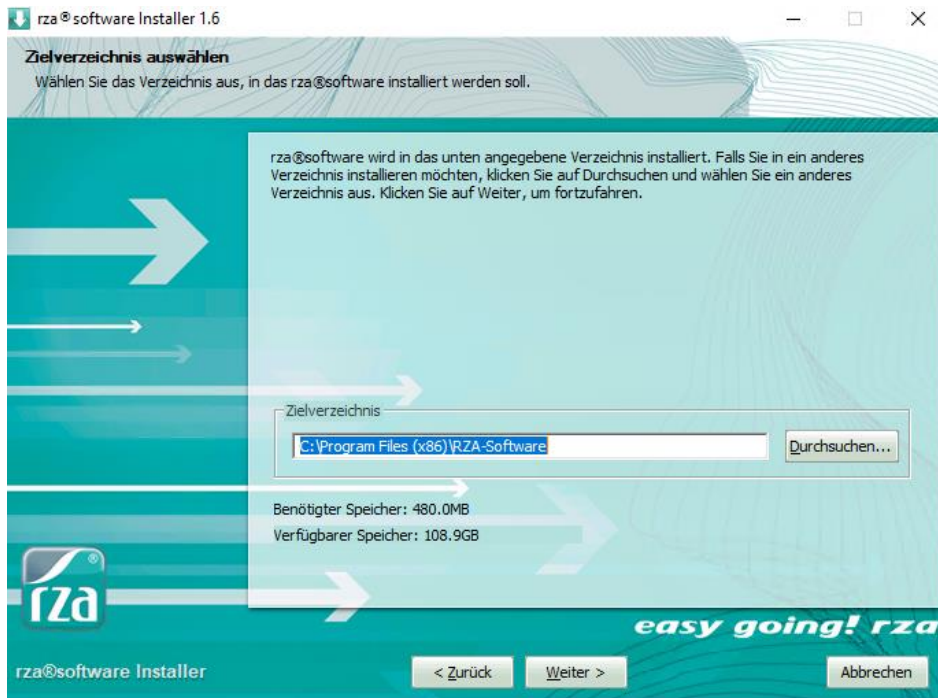 rza® software Installer 1.6
Zielverzeichnis auswählen
Wählen Sie das Verzeichnis aus, in das rza®software installiert werden soll.
rza®software wird in das unten angegebene Verzeichnis installiert. Falls Sie in ein anderes
Verzeichnis installieren möchten, klicken Sie auf Durchsuchen und wählen Sie ein anderes
Verzeichnis aus. Klicken Sie auf Weiter, um fortzufahren.
Zielverzeichnis
C:\Program Files (x86)\RZA-Software
Durchsuchen...
Benötigter Speicher: 480.0MB
Verfügbarer Speicher: 108.9GB
rza®
easy going! rza
rza®software Installer
< Zurück
Weiter >
Abbrechen